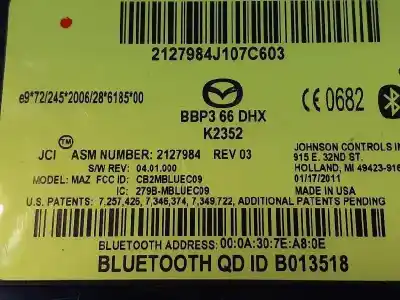 2127984J107C603
e9*72/245*2006/28*6185*00
BBP3 66 DHX
K2352
CE 0682
JCI™ ASM NUMBER: 2127984 REV 03
S/W REV: 04.01.000
MODEL: MAZ FCC ID: CB2MBLUEC09
IC: 279B-MBLUEC09
JOHNSON CONTROLS IN
915 E. 32ND ST.
HOLLAND, MI 49423-916
01/17/2011
MADE IN USA
U.S. PATENTS: 7,257,426, 7,346,374, 7,349,722, ADDITIONAL PATENTS PENDING
BLUETOOTH ADDRESS: 00:0A:30:7E:A8:0E
BLUETOOTH QD ID B013518